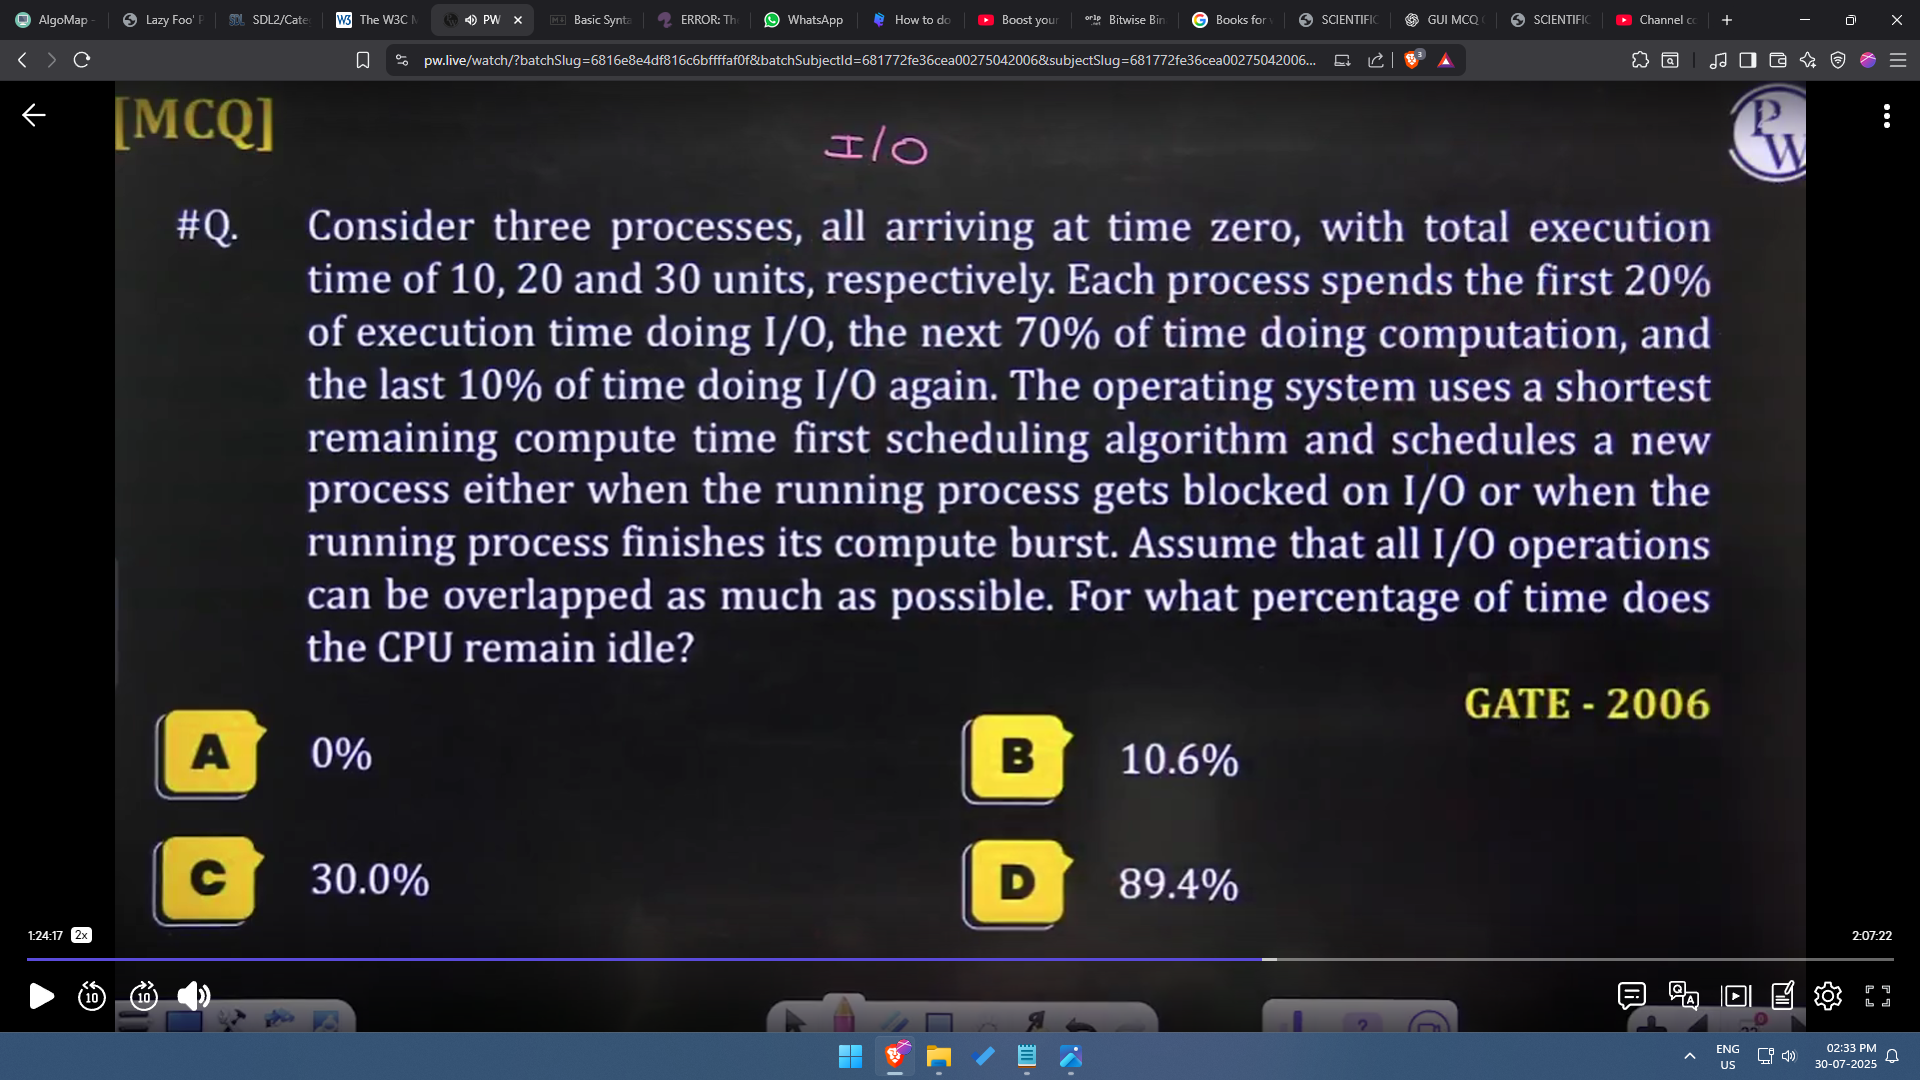 AlgoMap -
Lazy Foo' P
SDL2/Cate
The W3C M
PW
Basic Synta
ERROR: Th
WhatsApp
How to do
Boost your
Bitwise Bin
Books for
SCIENTIFIC
GUI MCQ
SCIENTIFIC
Channel co
pw.live/watch/?batchSlug=6816e8e4df816c6bffffaf0f&batchSubjectId=681772fe36cea00275042006&subjectSlug=681772fe36cea00275042006...
3
[MCQ]
I/O
PW
#Q. Consider three processes, all arriving at time zero, with total execution
time of 10, 20 and 30 units, respectively. Each process spends the first 20%
of execution time doing I/O, the next 70% of time doing computation, and
the last 10% of time doing I/O again. The operating system uses a shortest
remaining compute time first scheduling algorithm and schedules a new
process either when the running process gets blocked on I/O or when the
running process finishes its compute burst. Assume that all I/O operations
can be overlapped as much as possible. For what percentage of time does
the CPU remain idle?
GATE - 2006
A 0%
B 10.6%
C 30.0%
D 89.4%
1:24:17 2x
2:07:22
10
10
ENG
US
02:33 PM
30-07-2025